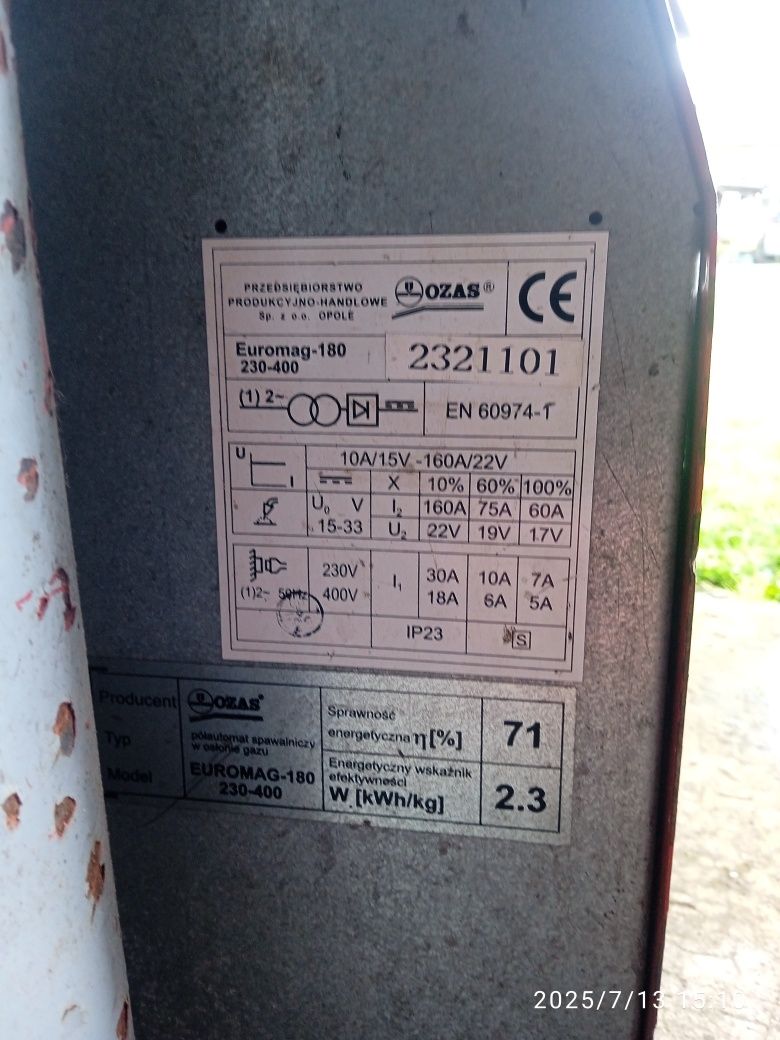 PRZEDSIĘBIORSTWO
PRODUKCYJNO-HANDLOWE
Sp. z o.o. OPOLE
OZAS®
CE
Euromag-180
230-400
2321101
(1) 2~
EN 60974-1
U
I
10A/15V -160A/22V
X 10% 60% 100%
U₀ V I₂ 160A 75A 60A
15-33 U₂ 22V 19V 17V
230V I₁ 30A 10A 7A
(1)2~ 50Hz 400V 18A 6A 5A
IP23 S
Producent OZAS®
Typ półautomat spawalniczy
w osłonie gazu
Model EUROMAG-180
230-400
Sprawność
energetyczna η[%] 71
Energetyczny wskaźnik
efektywności
W [kWh/kg] 2.3
2025/7/13 15:10